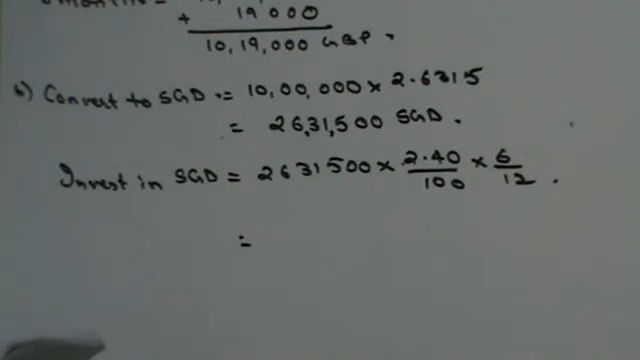 + 19000
10,19,000 GBP.
b) Convert to SGD = 10,00,000 × 2.6315
= 26,31,500 SGD.
Invest in SGD = 2631500 × 2.40/100 × 6/12 .
=